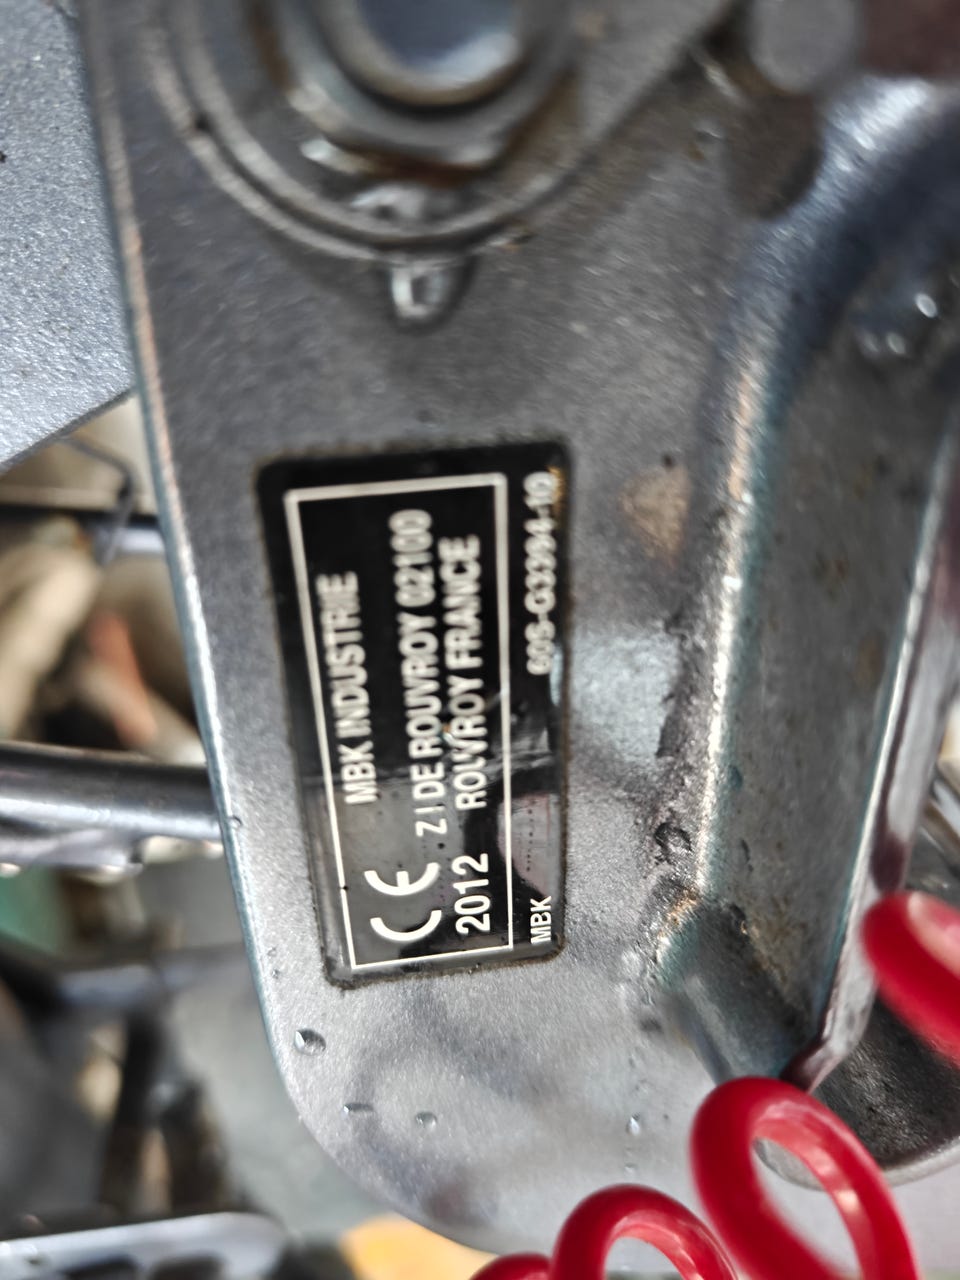 MBK INDUSTRIE
CE Z I DE ROUVROY 02100
2012 ROUVROY FRANCE
MBK